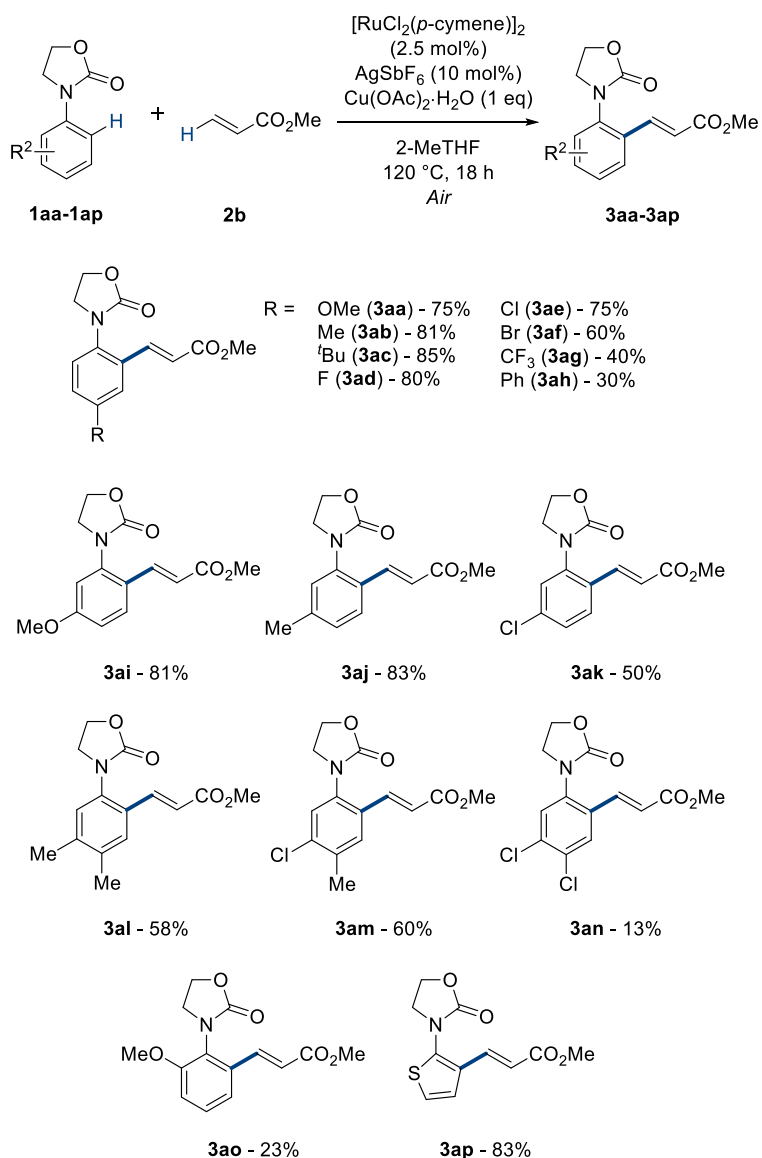 [RuCl2(p-cymene)]2
(2.5 mol%)
AgSbF6 (10 mol%)
Cu(OAc)2·H2O (1 eq)
2-MeTHF
120 °C, 18 h
Air
O
N
O
H
R2
+
H
CO2Me
O
N
O
CO2Me
R2
1aa-1ap
2b
3aa-3ap
O
N
O
CO2Me
R
R =
OMe (3aa) - 75%
Me (3ab) - 81%
tBu (3ac) - 85%
F (3ad) - 80%
Cl (3ae) - 75%
Br (3af) - 60%
CF3 (3ag) - 40%
Ph (3ah) - 30%
O
N
O
CO2Me
MeO
3ai - 81%
O
N
O
CO2Me
Me
3aj - 83%
O
N
O
CO2Me
Cl
3ak - 50%
O
N
O
CO2Me
Me
Me
3al - 58%
O
N
O
CO2Me
Cl
Me
3am - 60%
O
N
O
CO2Me
Cl
Cl
3an - 13%
O
N
O
MeO
CO2Me
3ao - 23%
O
N
O
CO2Me
S
3ap - 83%